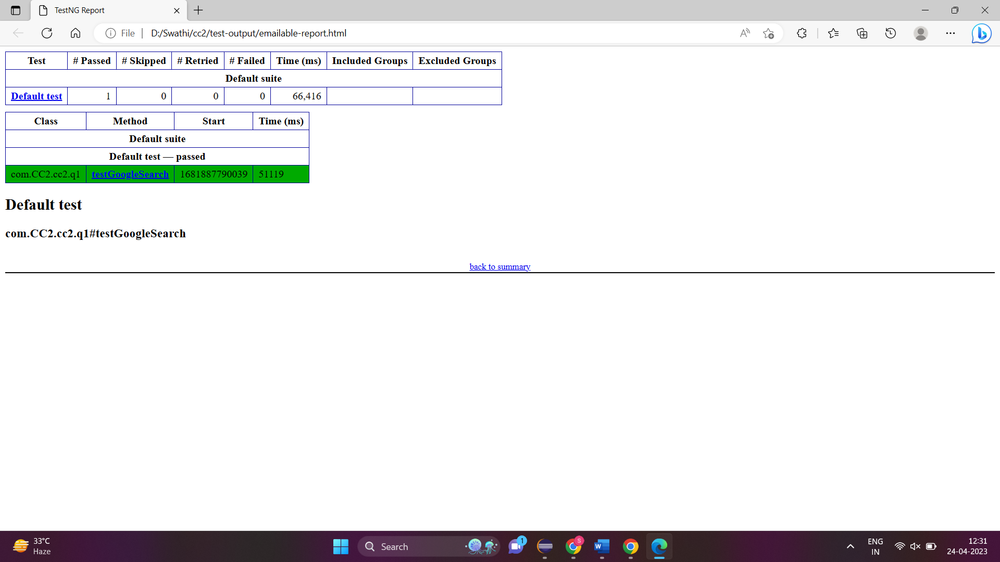 TestNG Report
File
D:/Swathi/cc2/test-output/emailable-report.html
Test # Passed # Skipped # Retried # Failed Time (ms) Included Groups Excluded Groups
Default suite
Default test 1 0 0 0 66,416
Class Method Start Time (ms)
Default suite
Default test — passed
com.CC2.cc2.q1 testGoogleSearch 1681887790039 51119
Default test
com.CC2.cc2.q1#testGoogleSearch
back to summary
33°C
Haze
Search
1
S
W
ENG
IN
12:31
24-04-2023